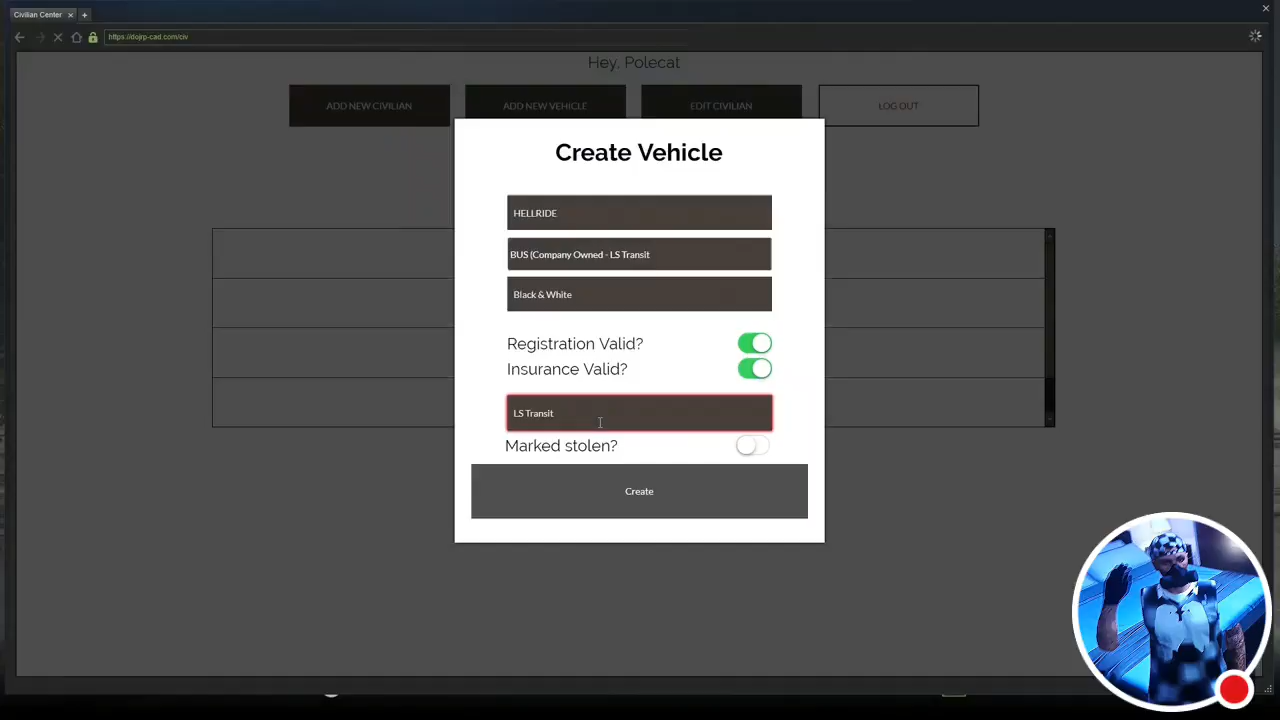 Civilian Center
https://dojrp-cad.com/civ
Hey, Polecat
ADD NEW CIVILIAN
ADD NEW VEHICLE
EDIT CIVILIAN
LOG OUT
Create Vehicle
HELLRIDE
BUS (Company Owned - LS Transit
Black & White
Registration Valid?
Insurance Valid?
LS Transit
Marked stolen?
Create